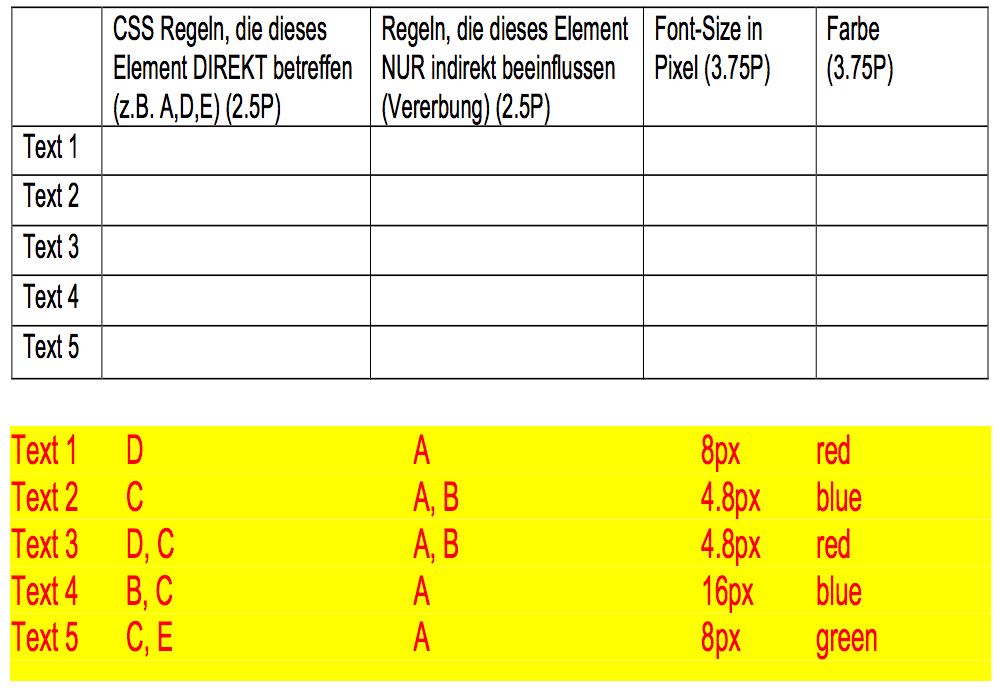 CSS Regeln, die dieses Element DIREKT betreffen (z.B. A,D,E) (2.5P)
Regeln, die dieses Element NUR indirekt beeinflussen (Vererbung) (2.5P)
Font-Size in Pixel (3.75P)
Farbe (3.75P)
Text 1
Text 2
Text 3
Text 4
Text 5
Text 1 D A 8px red
Text 2 C A, B 4.8px blue
Text 3 D, C A, B 4.8px red
Text 4 B, C A 16px blue
Text 5 C, E A 8px green